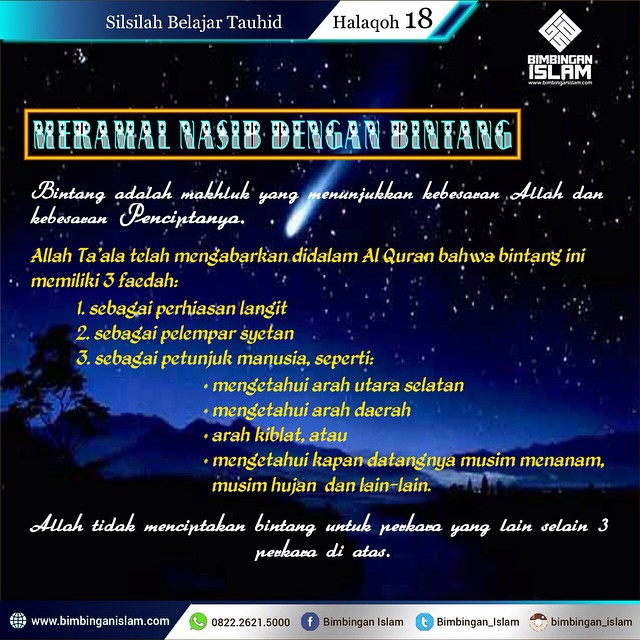 Silsilah Belajar Tauhid
Halaqoh 18
BIMBINGAN
ISLAM
www.bimbinganislam.com
MERAMAL NASIB DENGAN BINTANG
Bintang adalah makhluk yang menunjukkan kebesaran Allah dan
kebesaran Penciptanya.
Allah Ta'ala telah mengabarkan didalam Al Quran bahwa bintang ini
memiliki 3 faedah:
1. sebagai perhiasan langit
2. sebagai pelempar syetan
3. sebagai petunjuk manusia, seperti:
• mengetahui arah utara selatan
• mengetahui arah daerah
• arah kiblat, atau
• mengetahui kapan datangnya musim menanam,
musim hujan dan lain-lain.
Allah tidak menciptakan bintang untuk perkara yang lain selain 3
perkara di atas.
www.bimbinganislam.com
0822.2621.5000
Bimbingan Islam
Bimbingan_Islam
bimbingan_islam